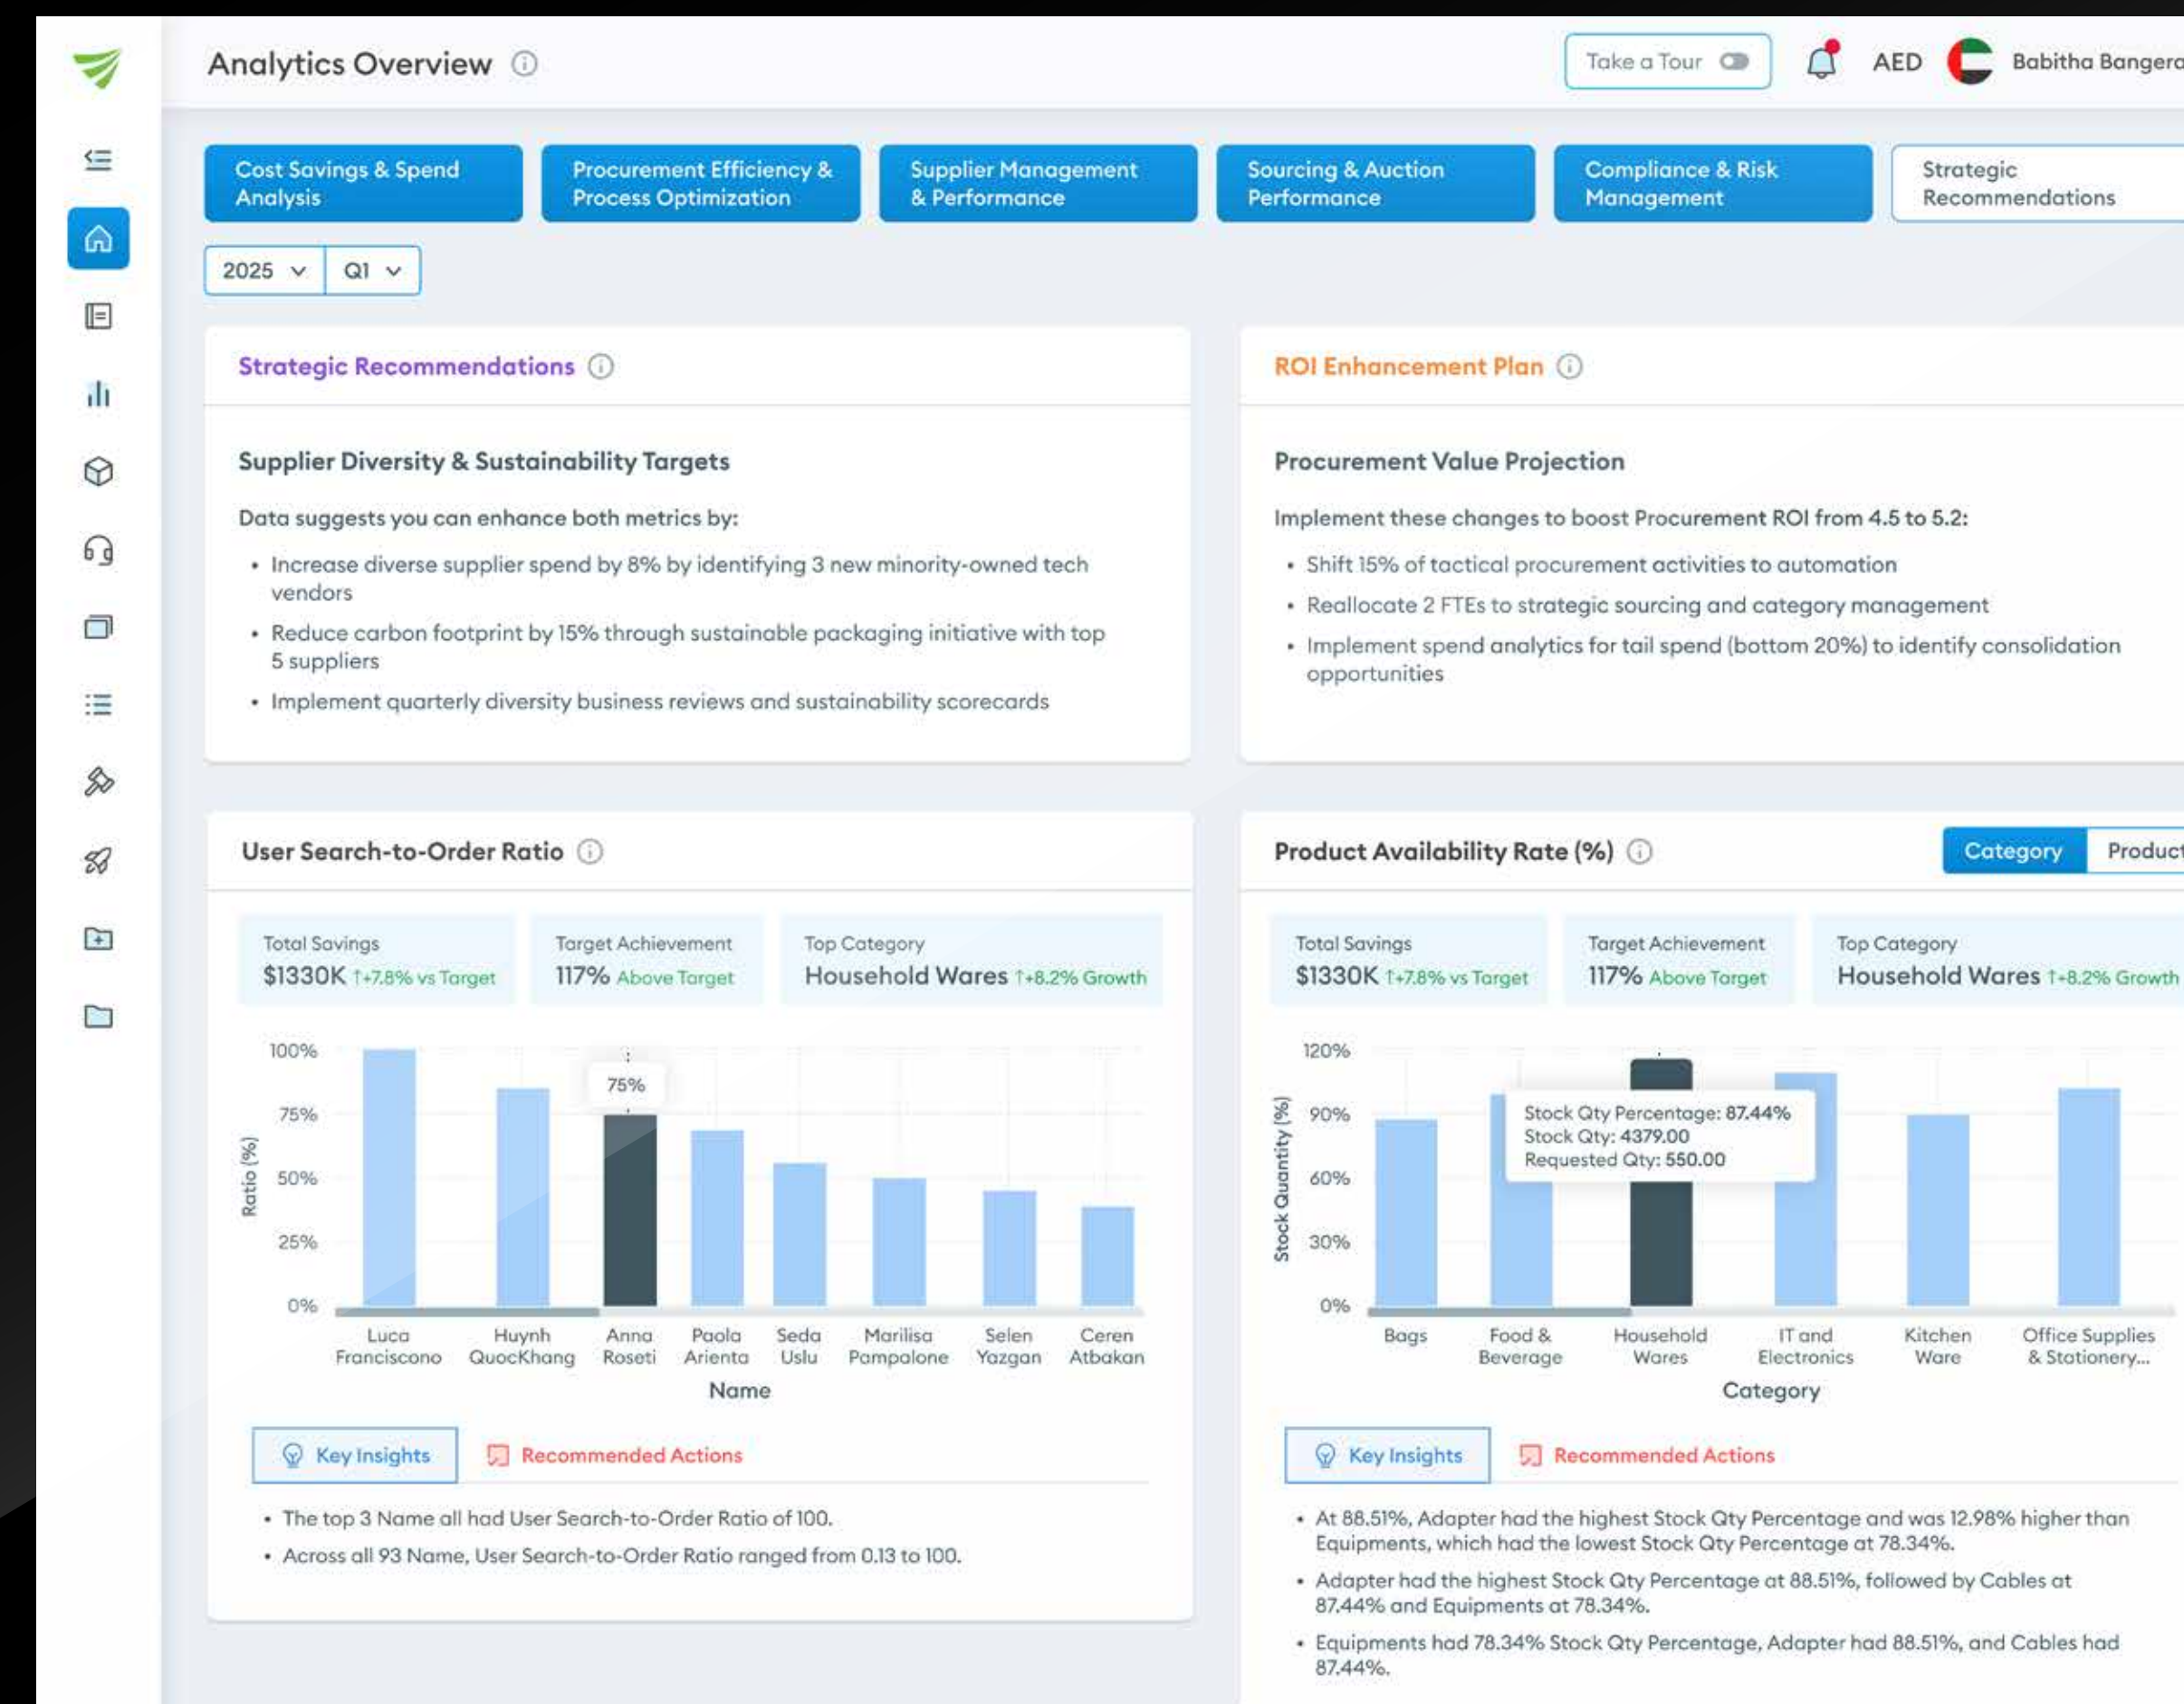 Analytics Overview
Take a Tour
AED
Babitha Bangera
Cost Savings & Spend
Analysis
Procurement Efficiency &
Process Optimization
Supplier Management
& Performance
Sourcing & Auction
Performance
Compliance & Risk
Management
Strategic
Recommendations
2025
Q1
Strategic Recommendations
Supplier Diversity & Sustainability Targets
Data suggests you can enhance both metrics by:
• Increase diverse supplier spend by 8% by identifying 3 new minority-owned tech
vendors
• Reduce carbon footprint by 15% through sustainable packaging initiative with top
5 suppliers
• Implement quarterly diversity business reviews and sustainability scorecards
ROI Enhancement Plan
Procurement Value Projection
Implement these changes to boost Procurement ROI from 4.5 to 5.2:
• Shift 15% of tactical procurement activities to automation
• Reallocate 2 FTEs to strategic sourcing and category management
• Implement spend analytics for tail spend (bottom 20%) to identify consolidation
opportunities
User Search-to-Order Ratio
Total Savings
$1330K ↑+7.8% vs Target
Target Achievement
117% Above Target
Top Category
Household Wares ↑+8.2% Growth
Ratio (%)
100%
75%
50%
25%
0%
75%
Luca
Franciscono
Huynh
QuocKhang
Anna
Roseti
Paola
Arienta
Seda
Uslu
Marilisa
Pampalone
Selen
Yazgan
Ceren
Atbakan
Name
Key Insights
Recommended Actions
• The top 3 Name all had User Search-to-Order Ratio of 100.
• Across all 93 Name, User Search-to-Order Ratio ranged from 0.13 to 100.
Product Availability Rate (%)
Category
Product
Total Savings
$1330K ↑+7.8% vs Target
Target Achievement
117% Above Target
Top Category
Household Wares ↑+8.2% Growth
Stock Quantity (%)
120%
90%
60%
30%
0%
Stock Qty Percentage: 87.44%
Stock Qty: 4379.00
Requested Qty: 550.00
Bags
Food &
Beverage
Household
Wares
IT and
Electronics
Kitchen
Ware
Office Supplies
& Stationery...
Category
Key Insights
Recommended Actions
• At 88.51%, Adapter had the highest Stock Qty Percentage and was 12.98% higher than
Equipments, which had the lowest Stock Qty Percentage at 78.34%.
• Adapter had the highest Stock Qty Percentage at 88.51%, followed by Cables at
87.44% and Equipments at 78.34%.
• Equipments had 78.34% Stock Qty Percentage, Adapter had 88.51%, and Cables had
87.44%.